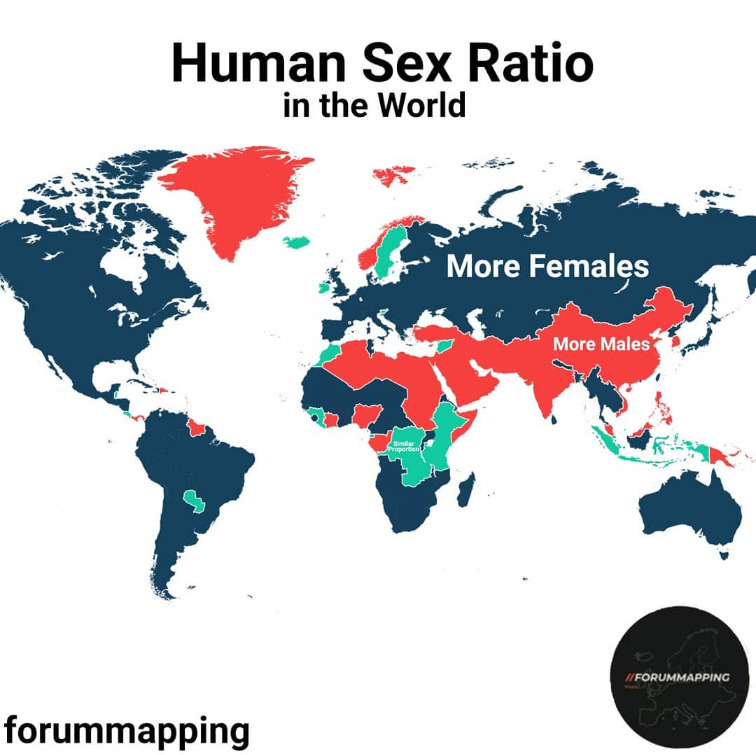 Human Sex Ratio
in the World
More Females
More Males
Similar
Proportion
//FORUMMAPPING
forummapping